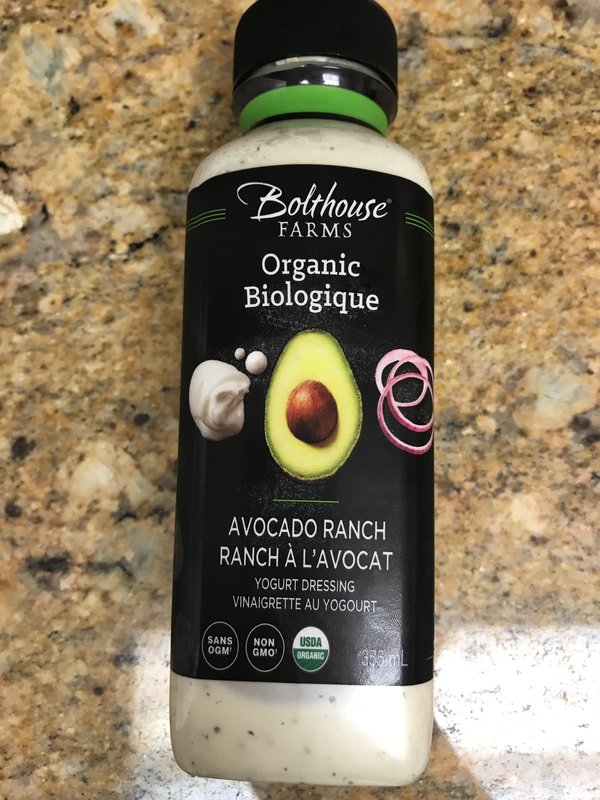 Bolthouse®
FARMS
Organic
Biologique
AVOCADO RANCH
RANCH À L'AVOCAT
YOGURT DRESSING
VINAIGRETTE AU YOGOURT
SANS
OGM†
NON
GMO†
USDA
ORGANIC
355 mL